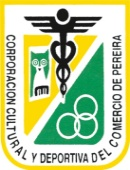 CORPORACION CULTURAL Y DEPORTIVA DEL COMERCIO DE PEREIRA